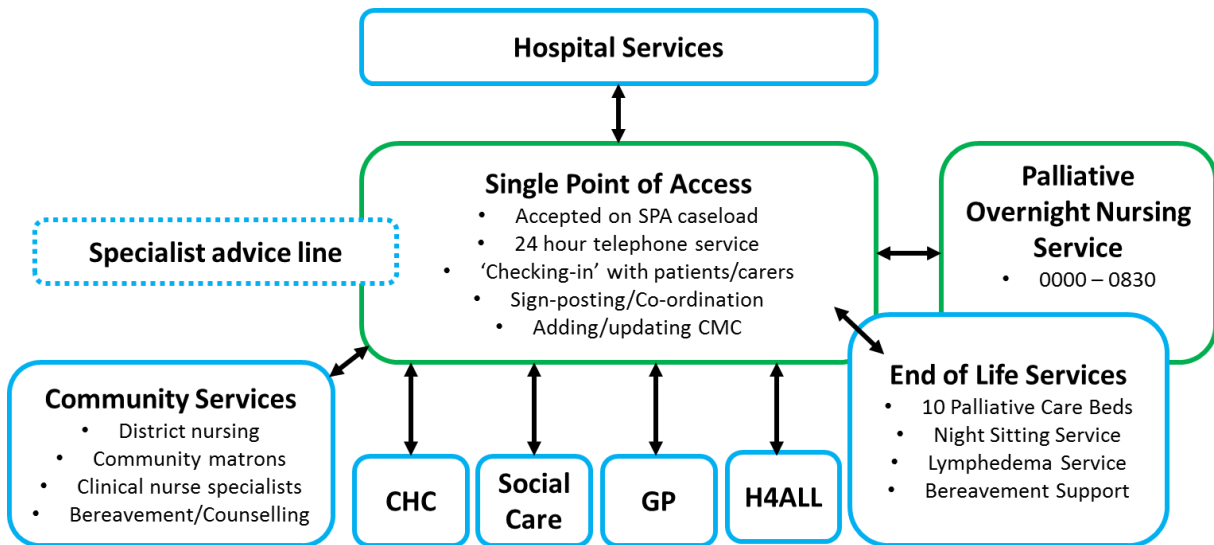 Hospital Services
Single Point of Access
• Accepted on SPA caseload
• 24 hour telephone service
• ‘Checking-in’ with patients/carers
• Sign-posting/Co-ordination
• Adding/updating CMC
Palliative
Overnight Nursing
Service
• 0000 – 0830
Specialist advice line
Community Services
• District nursing
• Community matrons
• Clinical nurse specialists
• Bereavement/Counselling
CHC
Social
Care
GP
H4ALL
End of Life Services
• 10 Palliative Care Beds
• Night Sitting Service
• Lymphedema Service
• Bereavement Support